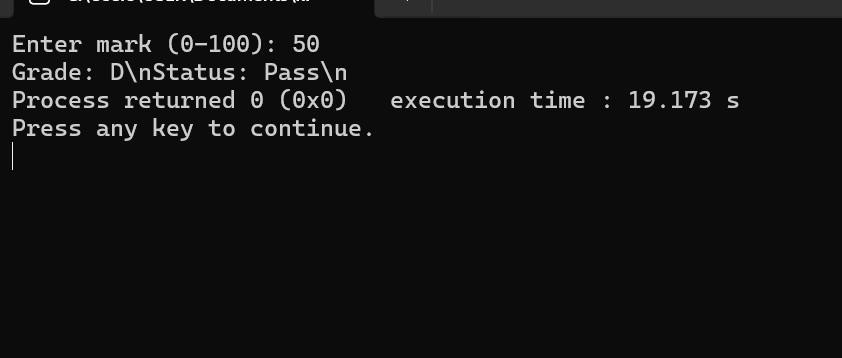 Enter mark (0-100): 50
Grade: D\nStatus: Pass\n
Process returned 0 (0x0)   execution time : 19.173 s
Press any key to continue.